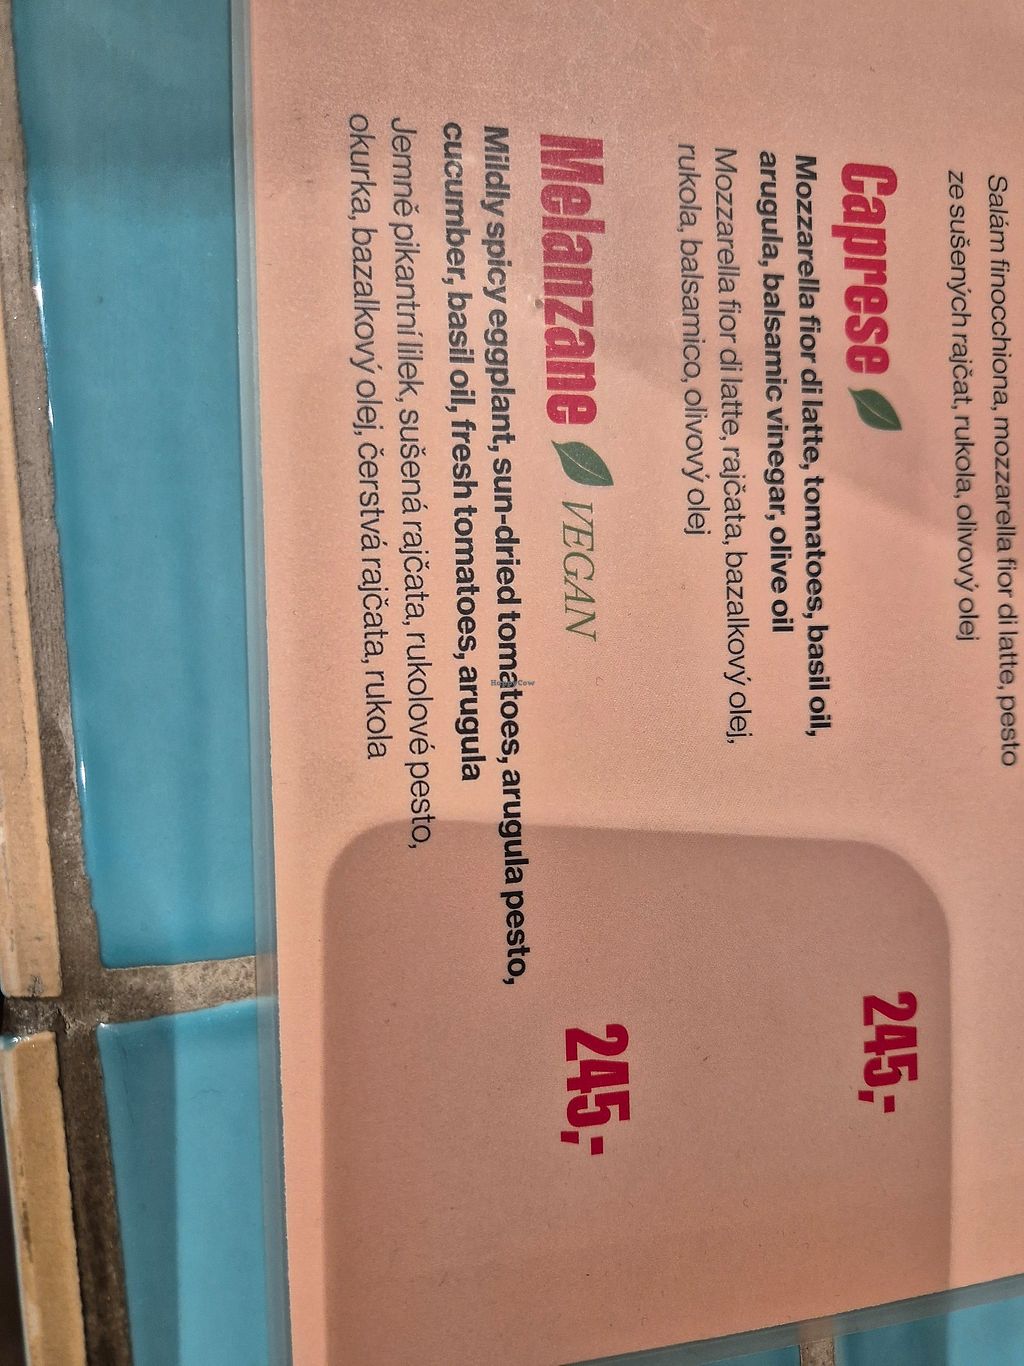 Salám finocchiona, mozzarella fior di latte, pesto
ze sušených rajčat, rukola, olivový olej
Caprese
245,-
Mozzarella fior di latte, tomatoes, basil oil,
arugula, balsamic vinegar, olive oil
Mozzarella fior di latte, rajčata, bazalkový olej,
rukola, balsamico, olivový olej
Melanzane VEGAN
245,-
Mildly spicy eggplant, sun-dried tomatoes, arugula pesto,
cucumber, basil oil, fresh tomatoes, arugula
Jemně pikantní lilek, sušená rajčata, rukolové pesto,
okurka, bazalkový olej, čerstvá rajčata, rukola
HappyCow